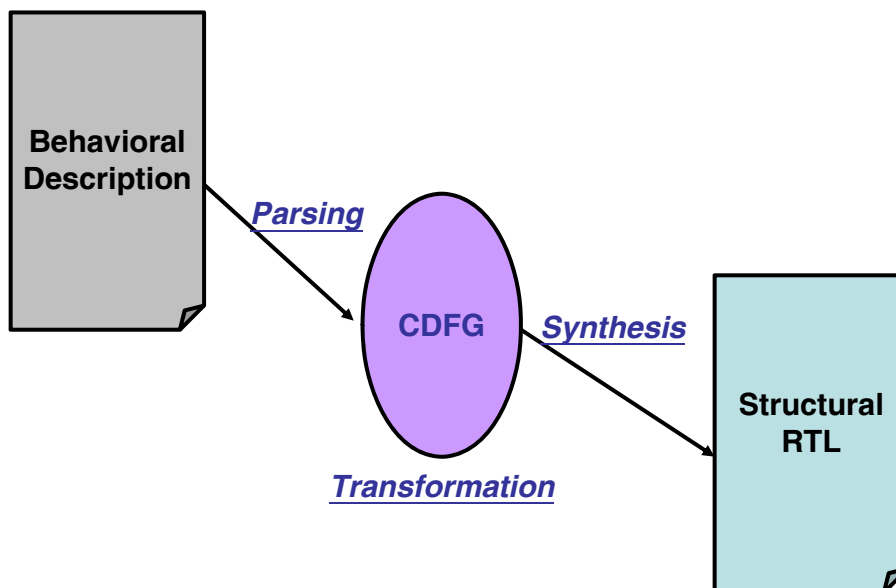 Behavioral
Description
Parsing
CDFG
Synthesis
Structural
RTL
Transformation